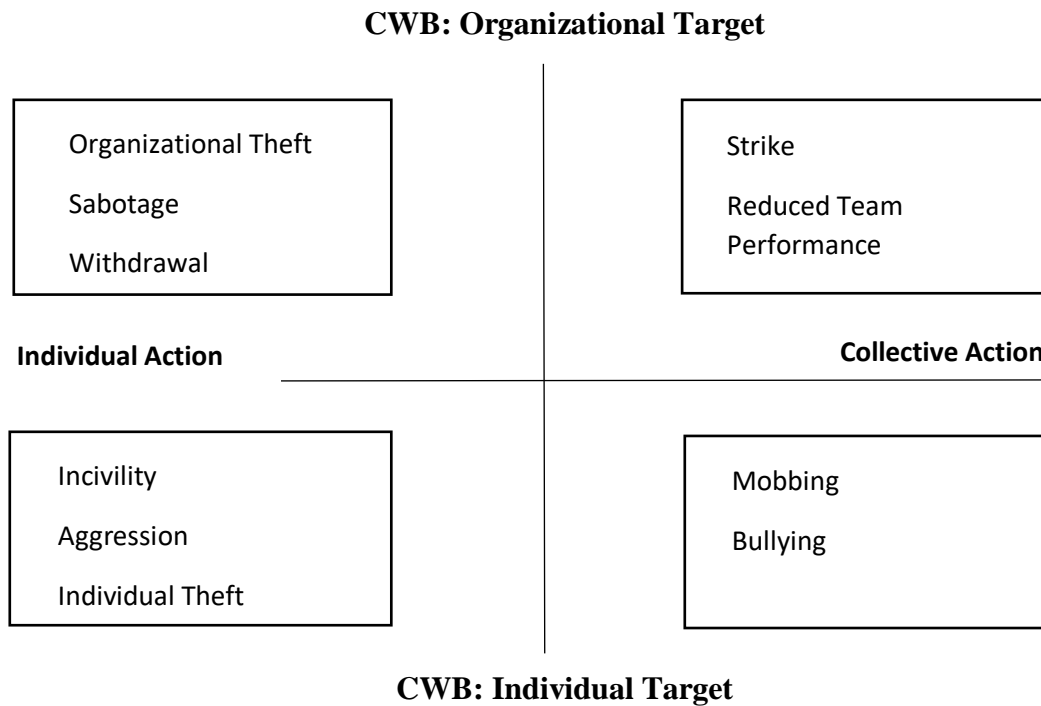 CWB: Organizational Target
Organizational Theft
Sabotage
Withdrawal
Strike
Reduced Team
Performance
Individual Action
Collective Action
Incivility
Aggression
Individual Theft
Mobbing
Bullying
CWB: Individual Target